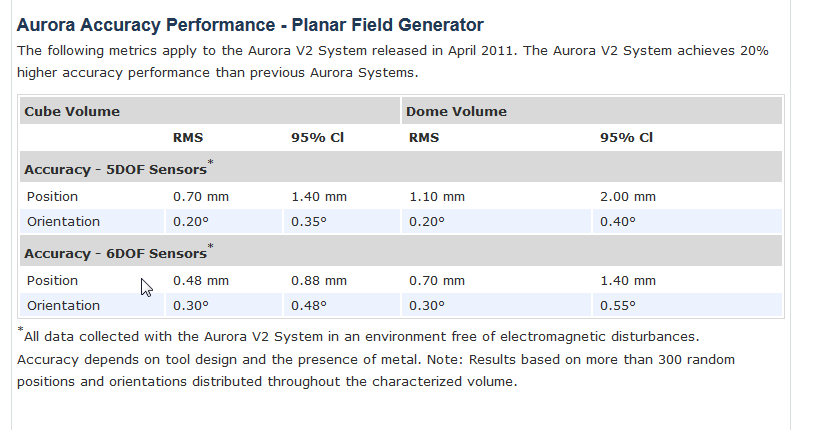 Aurora Accuracy Performance - Planar Field Generator
The following metrics apply to the Aurora V2 System released in April 2011. The Aurora V2 System achieves 20%
higher accuracy performance than previous Aurora Systems.
Cube Volume Dome Volume
RMS 95% Cl RMS 95% Cl
Accuracy - 5DOF Sensors*
Position 0.70 mm 1.40 mm 1.10 mm 2.00 mm
Orientation 0.20° 0.35° 0.20° 0.40°
Accuracy - 6DOF Sensors*
Position 0.48 mm 0.88 mm 0.70 mm 1.40 mm
Orientation 0.30° 0.48° 0.30° 0.55°
*All data collected with the Aurora V2 System in an environment free of electromagnetic disturbances.
Accuracy depends on tool design and the presence of metal. Note: Results based on more than 300 random
positions and orientations distributed throughout the characterized volume.